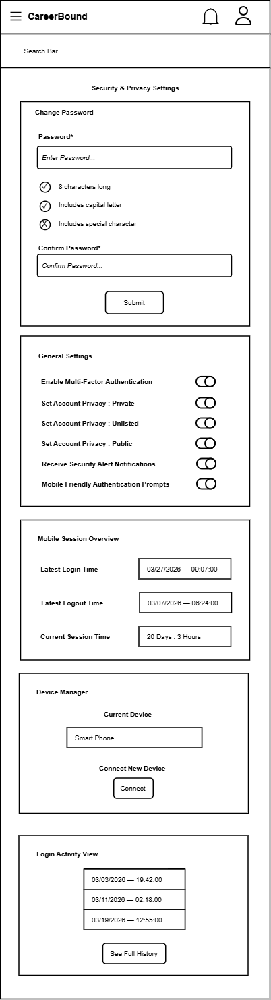 CareerBound
Search Bar
Security & Privacy Settings
Change Password
Password*
Enter Password...
8 characters long
Includes capital letter
Includes special character
Confirm Password*
Confirm Password...
Submit
General Settings
Enable Multi-Factor Authentication
Set Account Privacy : Private
Set Account Privacy : Unlisted
Set Account Privacy : Public
Receive Security Alert Notifications
Mobile Friendly Authentication Prompts
Mobile Session Overview
Latest Login Time 03/27/2026 — 09:07:00
Latest Logout Time 03/07/2026 — 06:24:00
Current Session Time 20 Days : 3 Hours
Device Manager
Current Device
Smart Phone
Connect New Device
Connect
Login Activity View
03/03/2026 — 19:42:00
03/11/2026 — 02:18:00
03/19/2026 — 12:55:00
See Full History